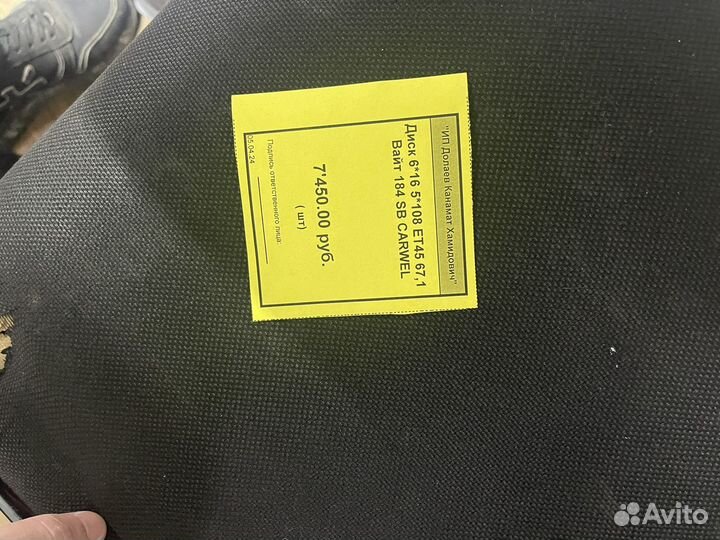 "ИП Долаев Канамат Хамидович"
Диск 6*16 5*108 ET45 67,1
Вайт 184 SB CARWEL
7'450.00 руб.
( шт)
Подпись ответственного лица:
05.04.24
Avito